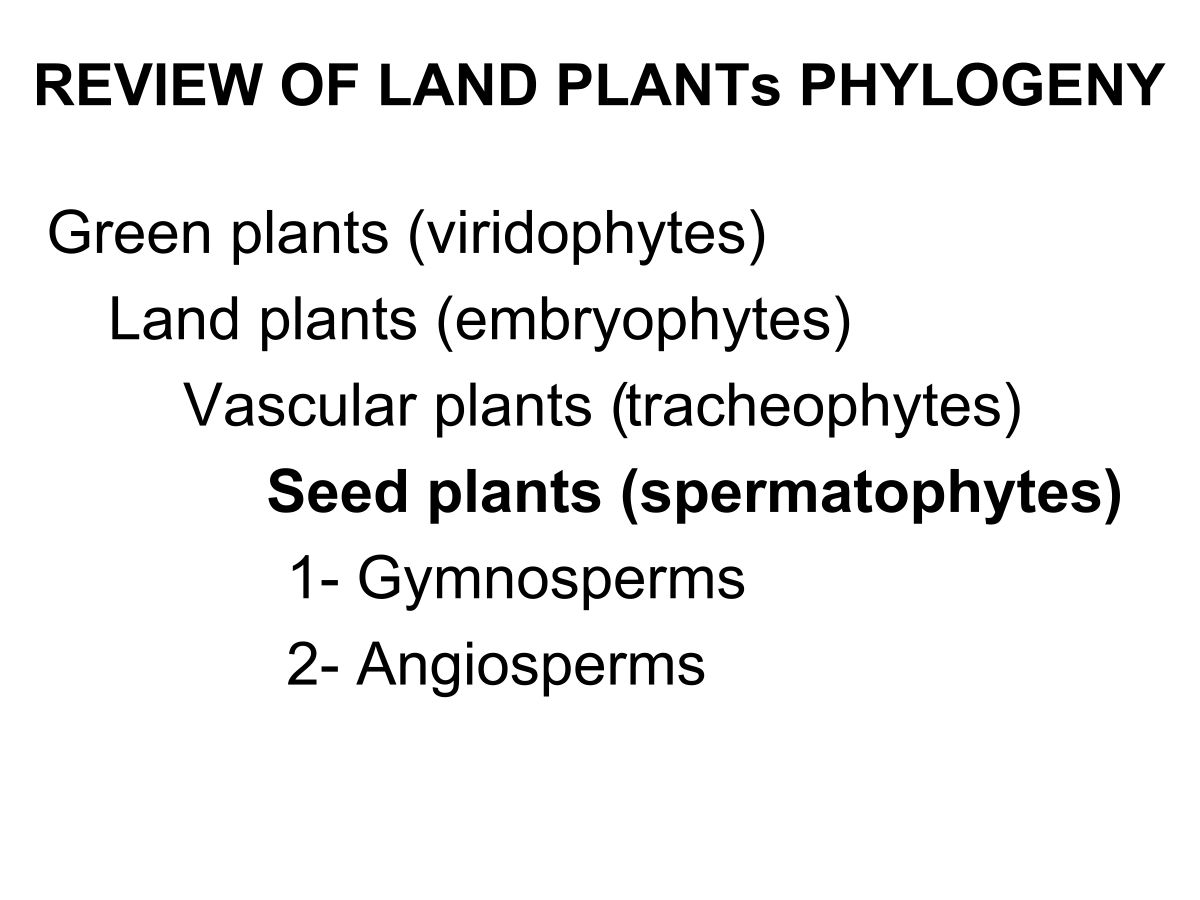 REVIEW OF LAND PLANTs PHYLOGENY
Green plants (viridophytes)
Land plants (embryophytes)
Vascular plants (tracheophytes)
Seed plants (spermatophytes)
1- Gymnosperms
2- Angiosperms